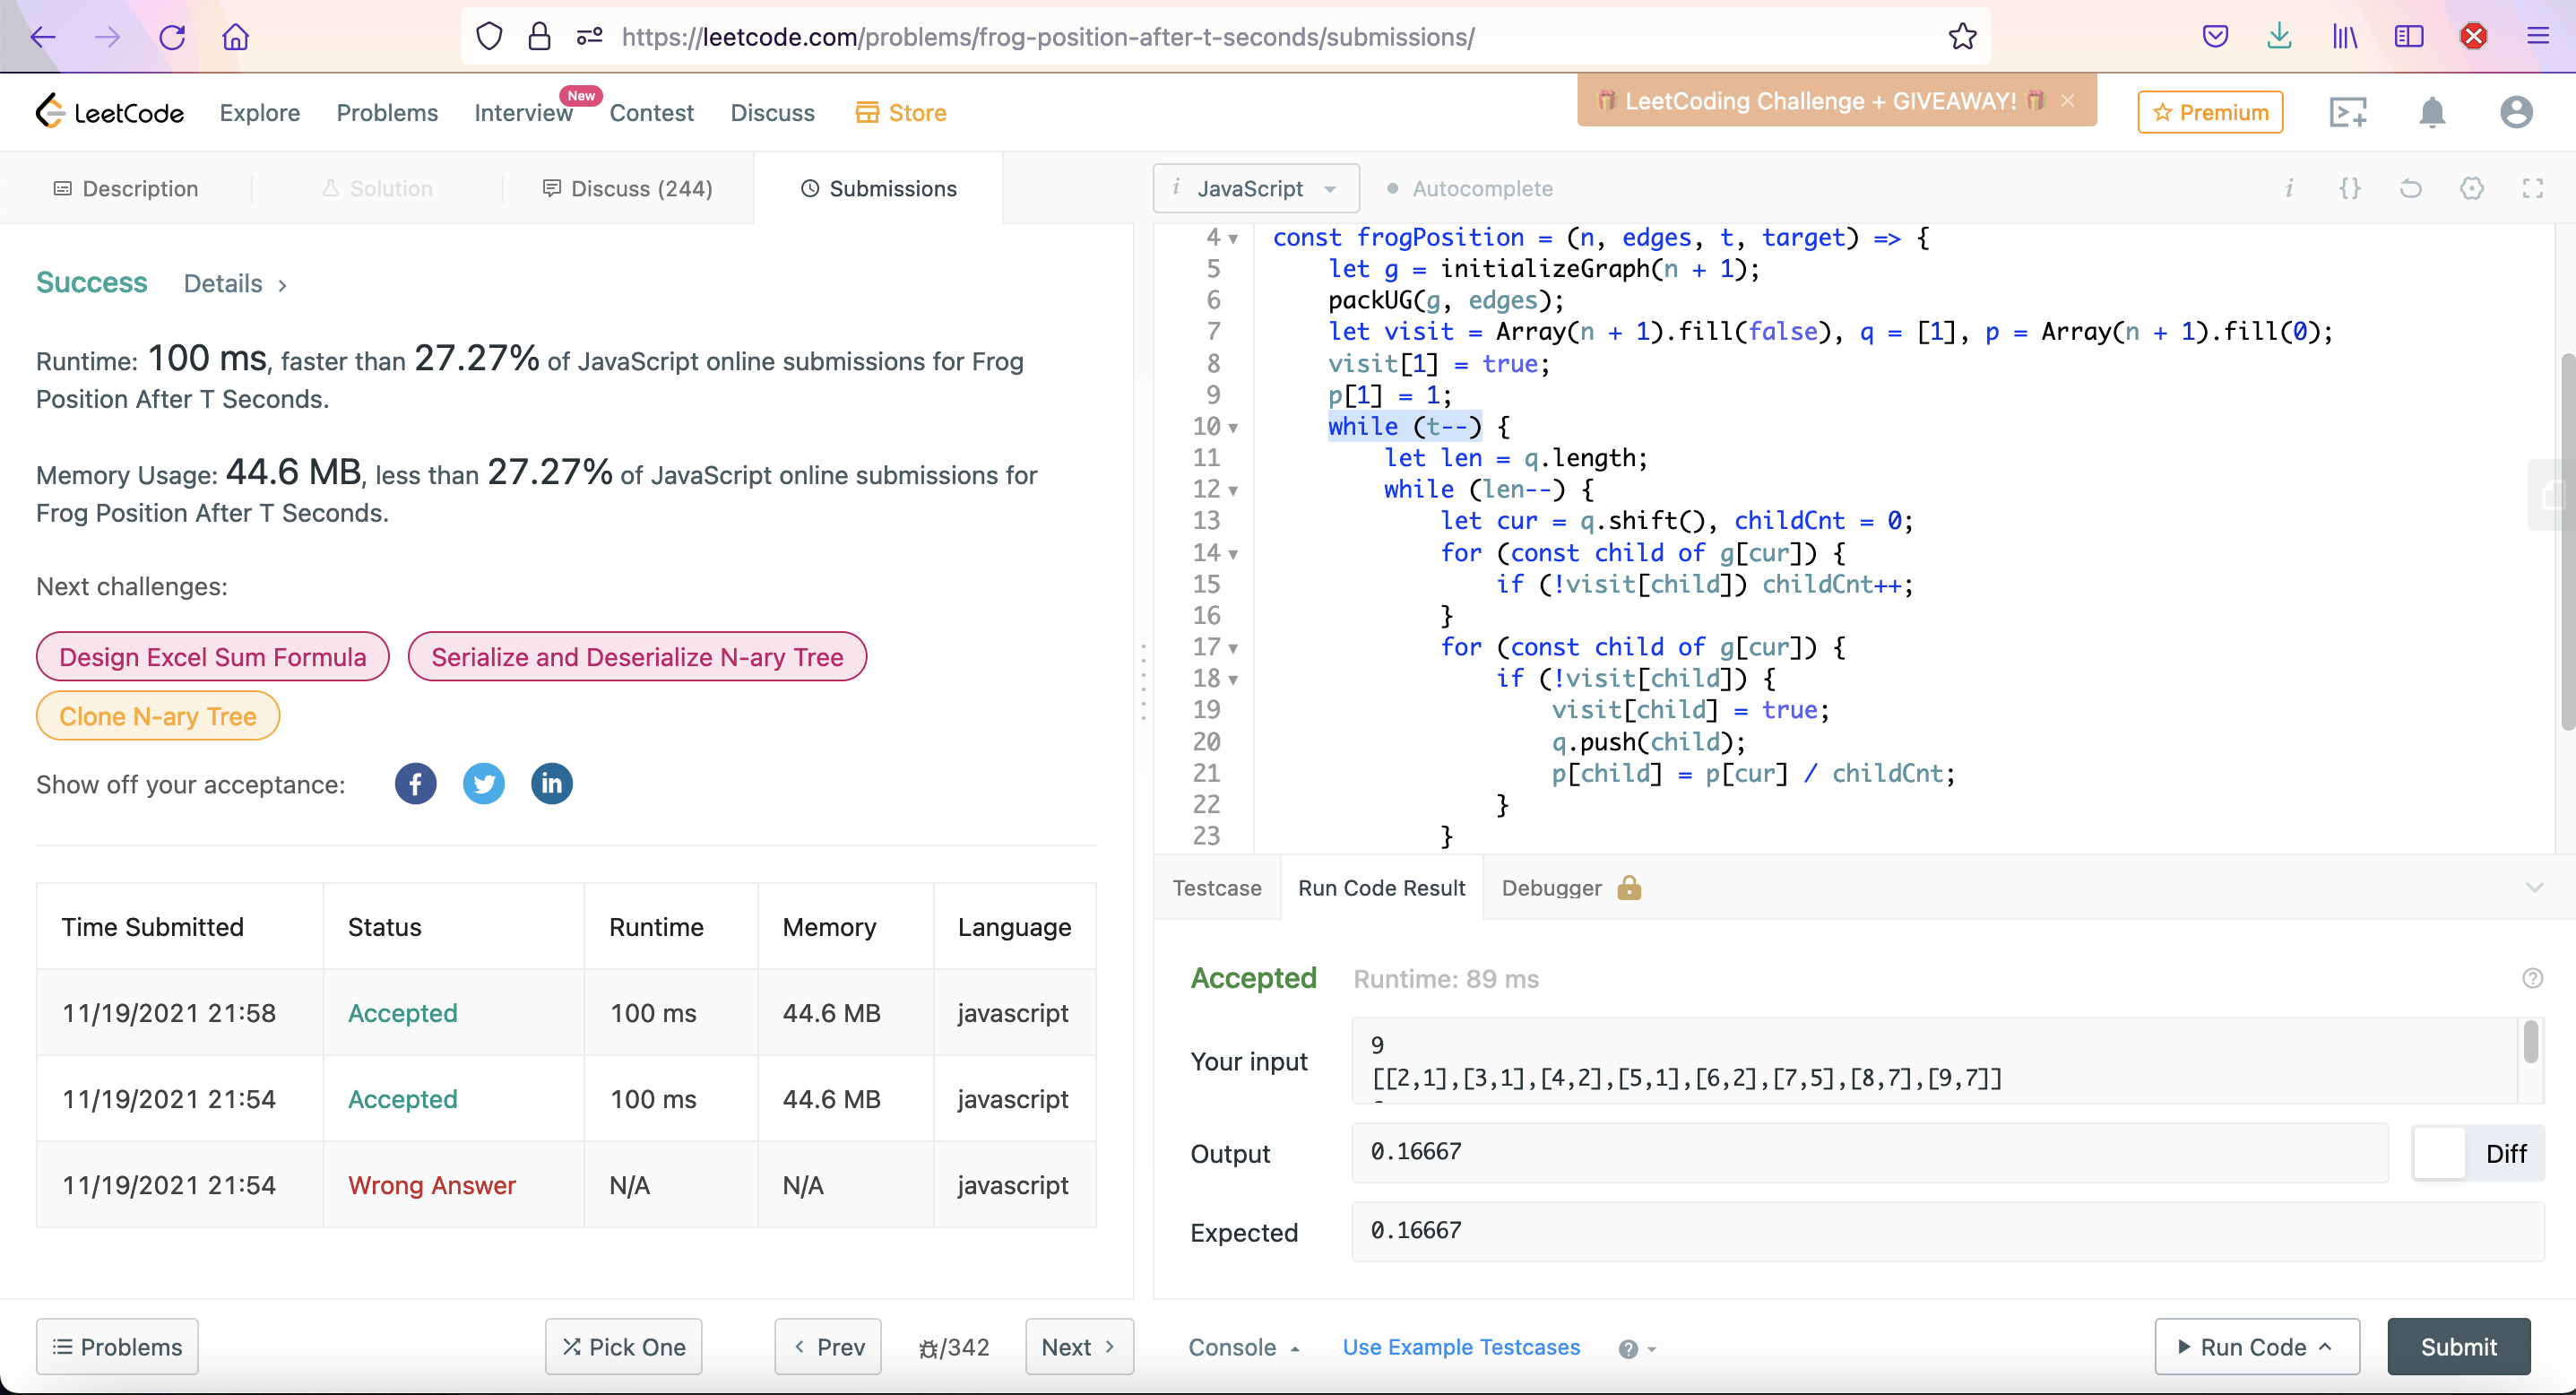 https://leetcode.com/problems/frog-position-after-t-seconds/submissions/
LeetCode
Explore
Problems
Interview
New
Contest
Discuss
Store
🎁 LeetCoding Challenge + GIVEAWAY! 🎁 ×
Premium
Description
Solution
Discuss (244)
Submissions
Success
Details
Runtime: 100 ms, faster than 27.27% of JavaScript online submissions for Frog
Position After T Seconds.
Memory Usage: 44.6 MB, less than 27.27% of JavaScript online submissions for
Frog Position After T Seconds.
Next challenges:
Design Excel Sum Formula
Serialize and Deserialize N-ary Tree
Clone N-ary Tree
Show off your acceptance:
Time Submitted Status Runtime Memory Language
11/19/2021 21:58 Accepted 100 ms 44.6 MB javascript
11/19/2021 21:54 Accepted 100 ms 44.6 MB javascript
11/19/2021 21:54 Wrong Answer N/A N/A javascript
Problems
Pick One
Prev
/342
Next
i JavaScript
Autocomplete
i {}
4 const frogPosition = (n, edges, t, target) => {
5 let g = initializeGraph(n + 1);
6 packUG(g, edges);
7 let visit = Array(n + 1).fill(false), q = [1], p = Array(n + 1).fill(0);
8 visit[1] = true;
9 p[1] = 1;
10 while (t--) {
11 let len = q.length;
12 while (len--) {
13 let cur = q.shift(), childCnt = 0;
14 for (const child of g[cur]) {
15 if (!visit[child]) childCnt++;
16 }
17 for (const child of g[cur]) {
18 if (!visit[child]) {
19 visit[child] = true;
20 q.push(child);
21 p[child] = p[cur] / childCnt;
22 }
23 }
Testcase
Run Code Result
Debugger
Accepted
Runtime: 89 ms
Your input
9
[[2,1],[3,1],[4,2],[5,1],[6,2],[7,5],[8,7],[9,7]]
Output
0.16667
Diff
Expected
0.16667
Console
Use Example Testcases
Run Code
Submit